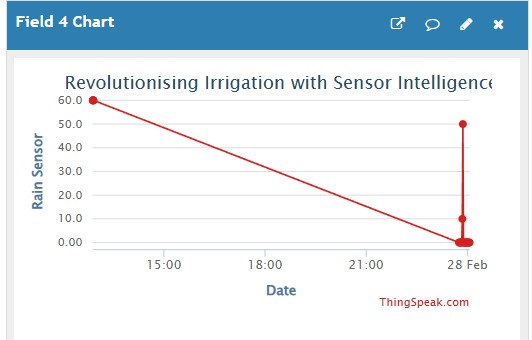 Field 4 Chart
Revolutionising Irrigation with Sensor Intelligence
60.0
50.0
40.0
30.0
20.0
10.0
0.00
Rain Sensor
15:00 18:00 21:00 28 Feb
Date
ThingSpeak.com